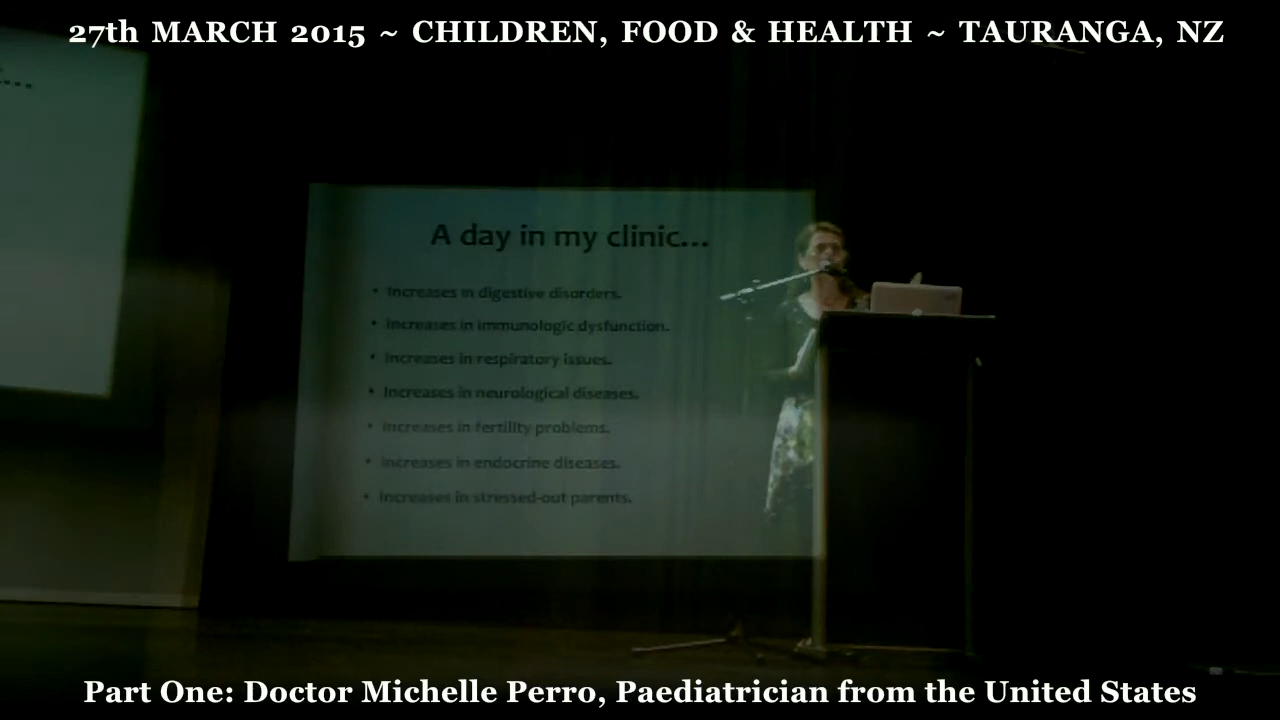 27th MARCH 2015 ~ CHILDREN, FOOD & HEALTH ~ TAURANGA, NZ
A day in my clinic...
• Increases in digestive disorders.
• Increases in immunologic dysfunction.
• Increases in respiratory issues.
• Increases in neurological diseases.
• Increases in fertility problems.
• Increases in endocrine diseases.
• Increases in stressed-out parents.
Part One: Doctor Michelle Perro, Paediatrician from the United States